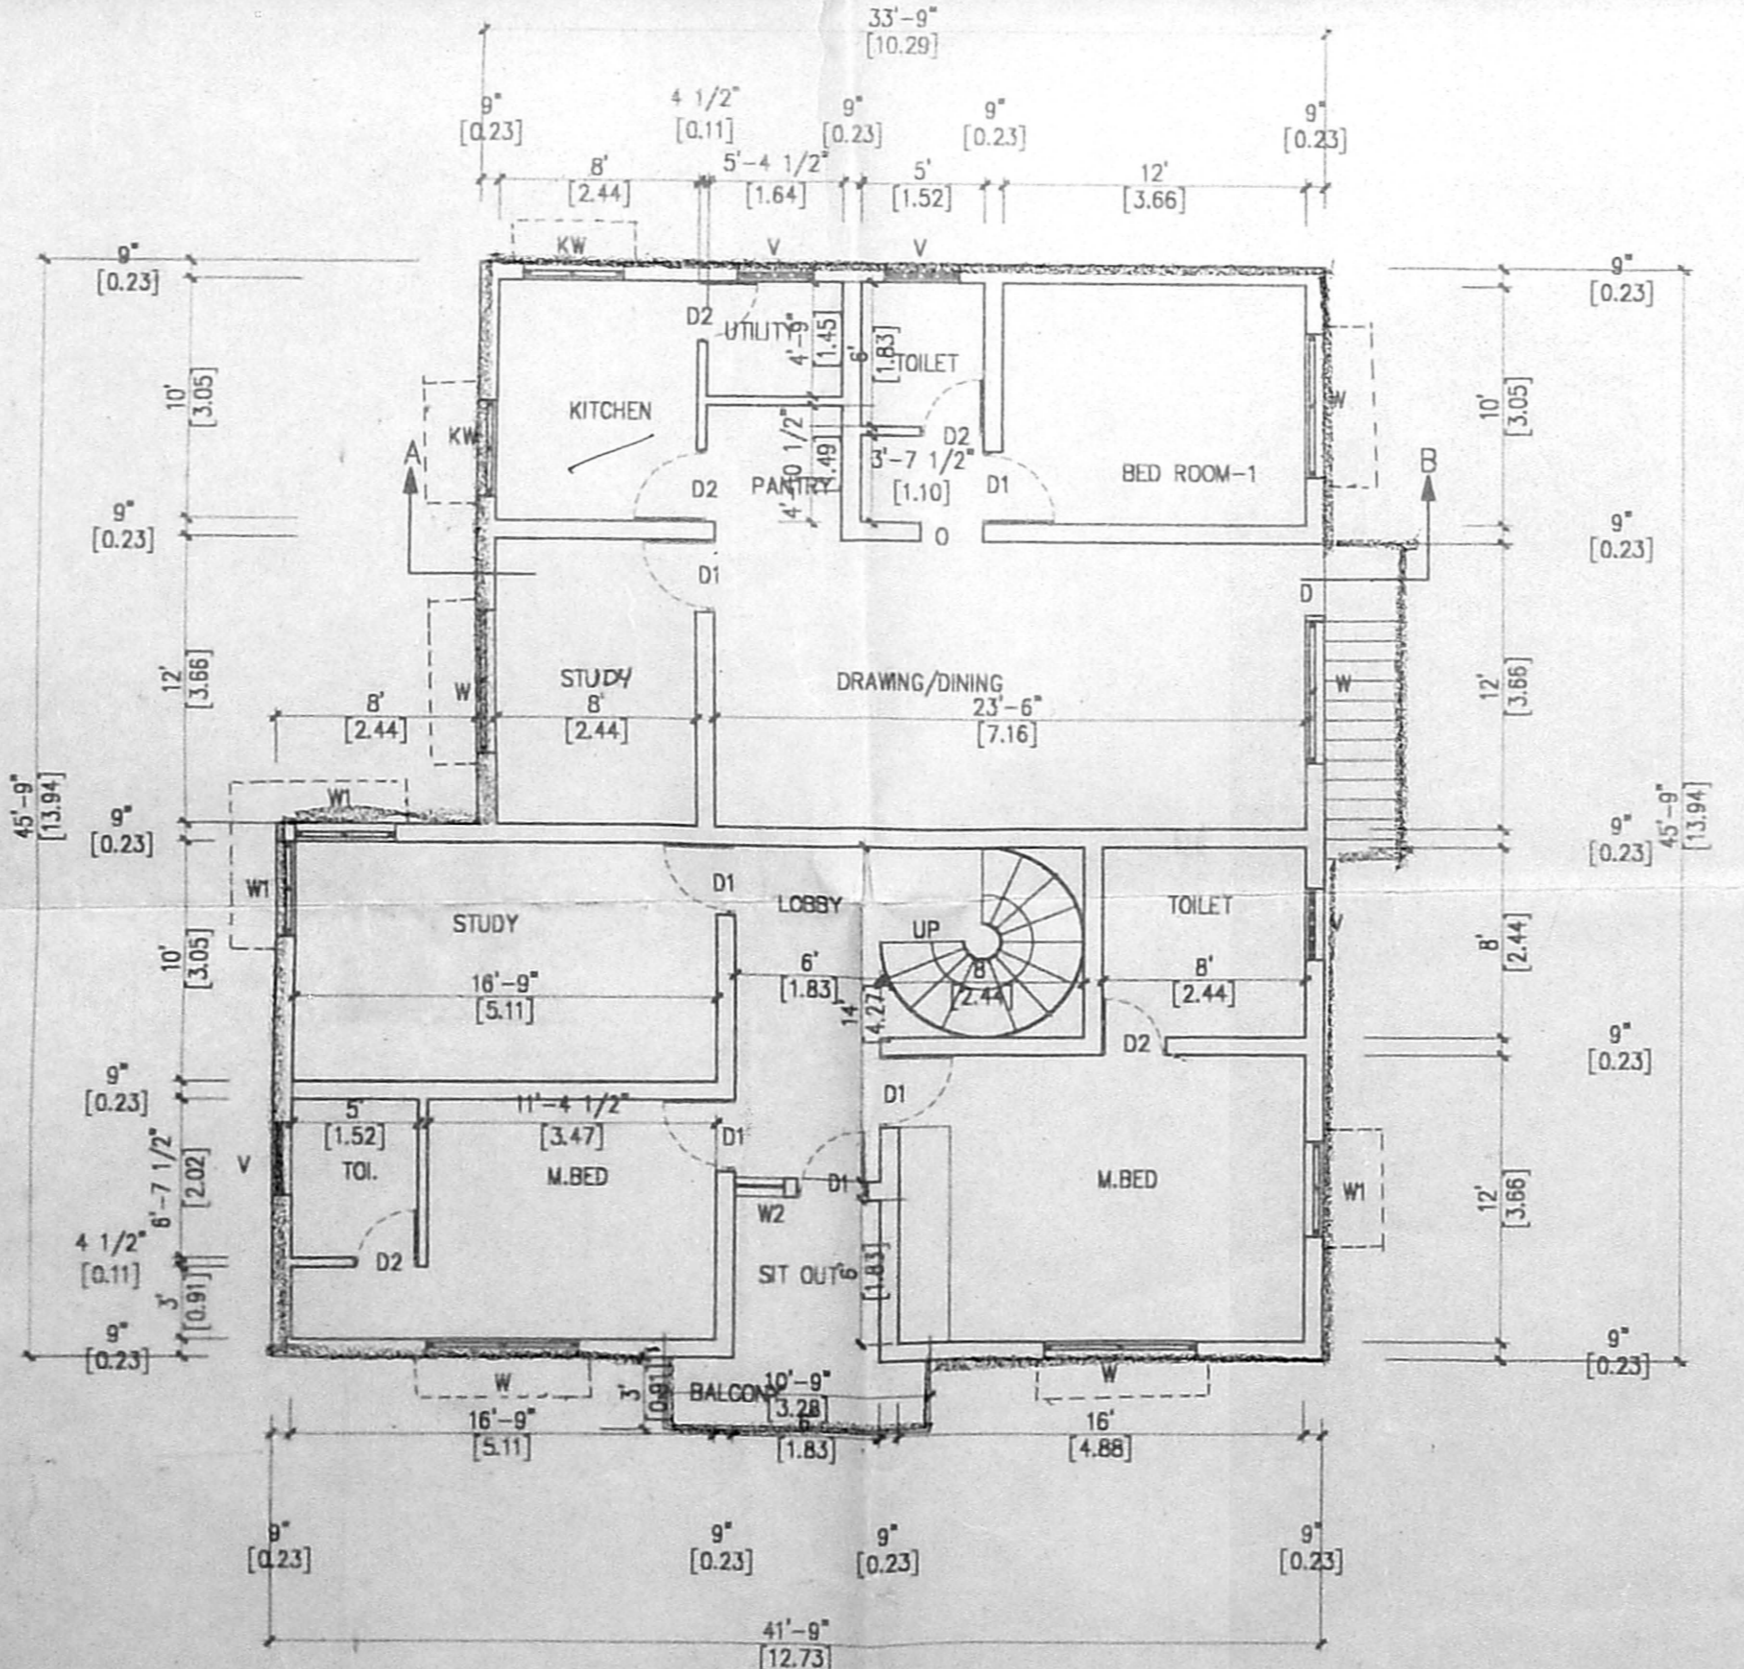 33'-9"
[10.29]
9"
[0.23]
4 1/2"
[0.11]
9"
[0.23]
9"
[0.23]
9"
[0.23]
8'
[2.44]
5'-4 1/2"
[1.64]
5'
[1.52]
12'
[3.66]
KW
V
V
9"
[0.23]
9"
[0.23]
D2
UTILITY
4'-9"
[1.45]
6'
[1.83]
TOILET
10'
[3.05]
KITCHEN
W
10'
[3.05]
KW
A
D2
3'-7 1/2"
[1.10]
B
D2
PANTRY
D1
BED ROOM-1
9"
[0.23]
O
9"
[0.23]
D1
D
12'
[3.66]
STUDY
8'
[2.44]
W
8'
[2.44]
DRAWING/DINING
23'-6"
[7.16]
W
12'
[3.66]
45'-9"
[13.94]
W1
9"
[0.23]
9"
[0.23]
45'-9"
[13.94]
W1
D1
LOBBY
TOILET
V
STUDY
UP
10'
[3.05]
8'
[2.44]
16'-9"
[5.11]
6'
[1.83]
14'
[4.27]
8'
[2.44]
8'
[2.44]
D2
9"
[0.23]
9"
[0.23]
D1
5'
[1.52]
11'-4 1/2"
[3.47]
D1
V
6'-7 1/2"
[2.02]
TOI.
M.BED
D1
M.BED
W1
12'
[3.66]
W2
4 1/2"
[0.11]
D2
SIT OUT
6'
[1.83]
3'
[0.91]
9"
[0.23]
9"
[0.23]
W
3'
[0.91]
BALCONY
10'-9"
[3.28]
W
16'-9"
[5.11]
6'
[1.83]
16'
[4.88]
9"
[0.23]
9"
[0.23]
9"
[0.23]
9"
[0.23]
41'-9"
[12.73]